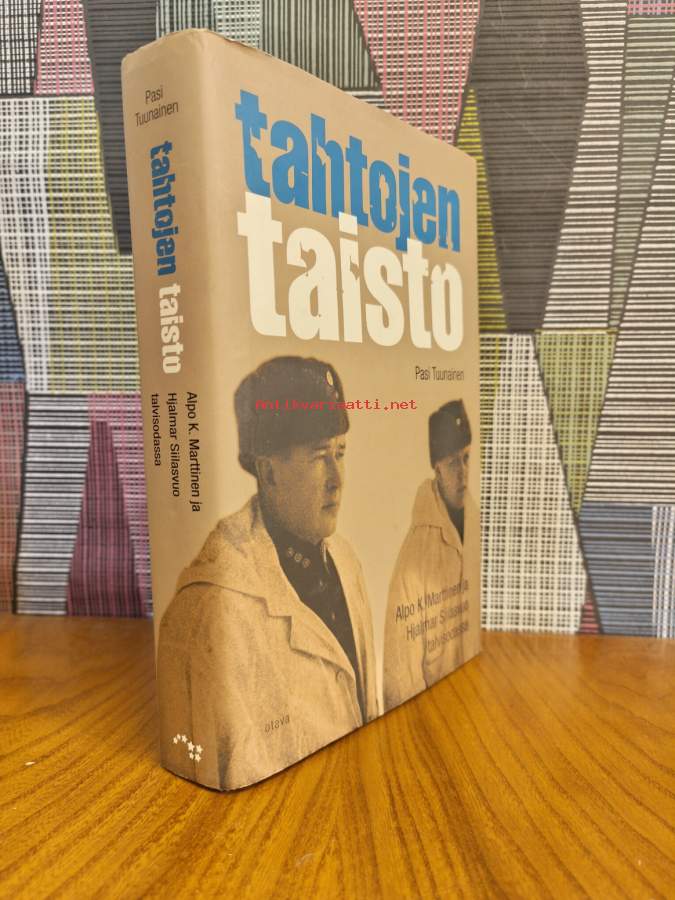 Pasi
Tuunainen
tahtojen taisto
Alpo K. Marttinen ja
Hjalmar Siilasvuo
talvisodassa
tahtojen
taisto
Pasi Tuunainen
Antikvariaatti.net
Alpo K. Marttinen ja
Hjalmar Siilasvuo
talvisodassa
otava